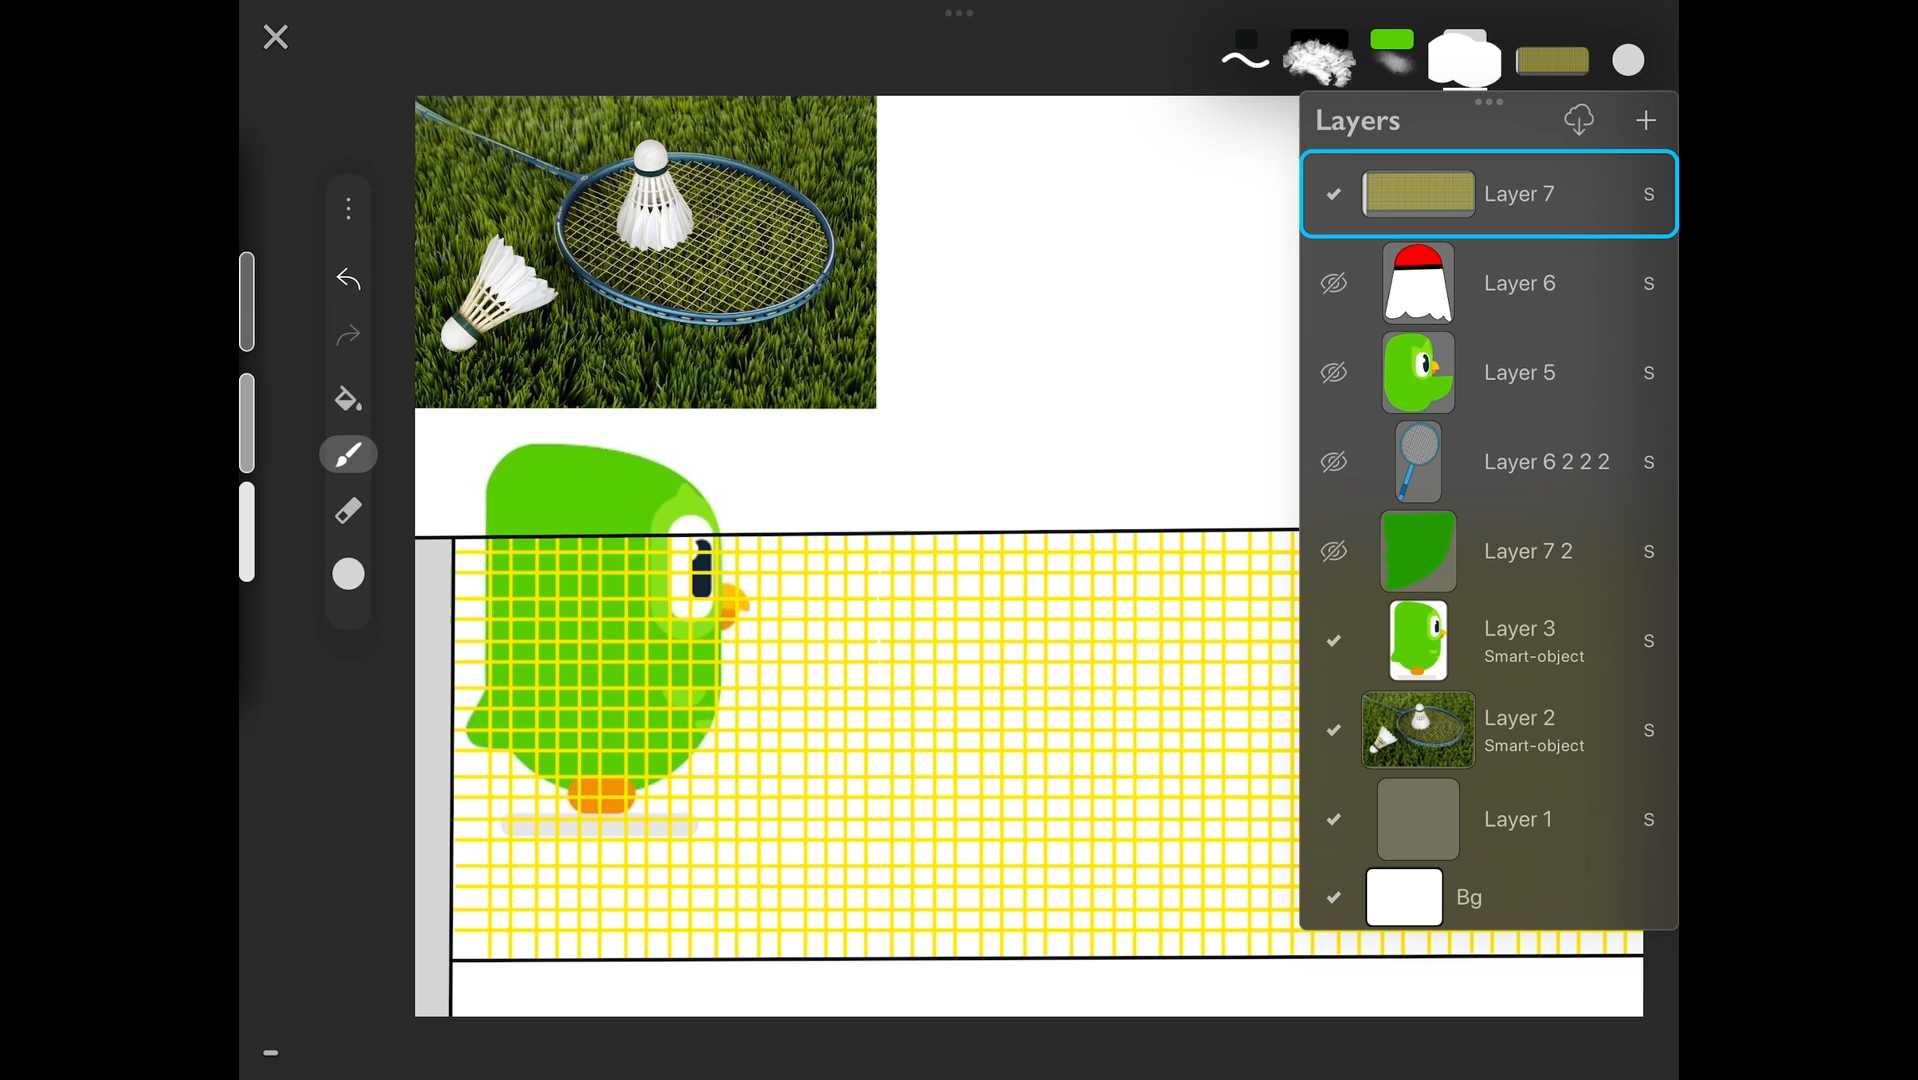 Layers
Layer 7 S
Layer 6 S
Layer 5 S
Layer 6 2 2 2 S
Layer 7 2 S
Layer 3 S
Smart-object
Layer 2 S
Smart-object
Layer 1 S
Bg